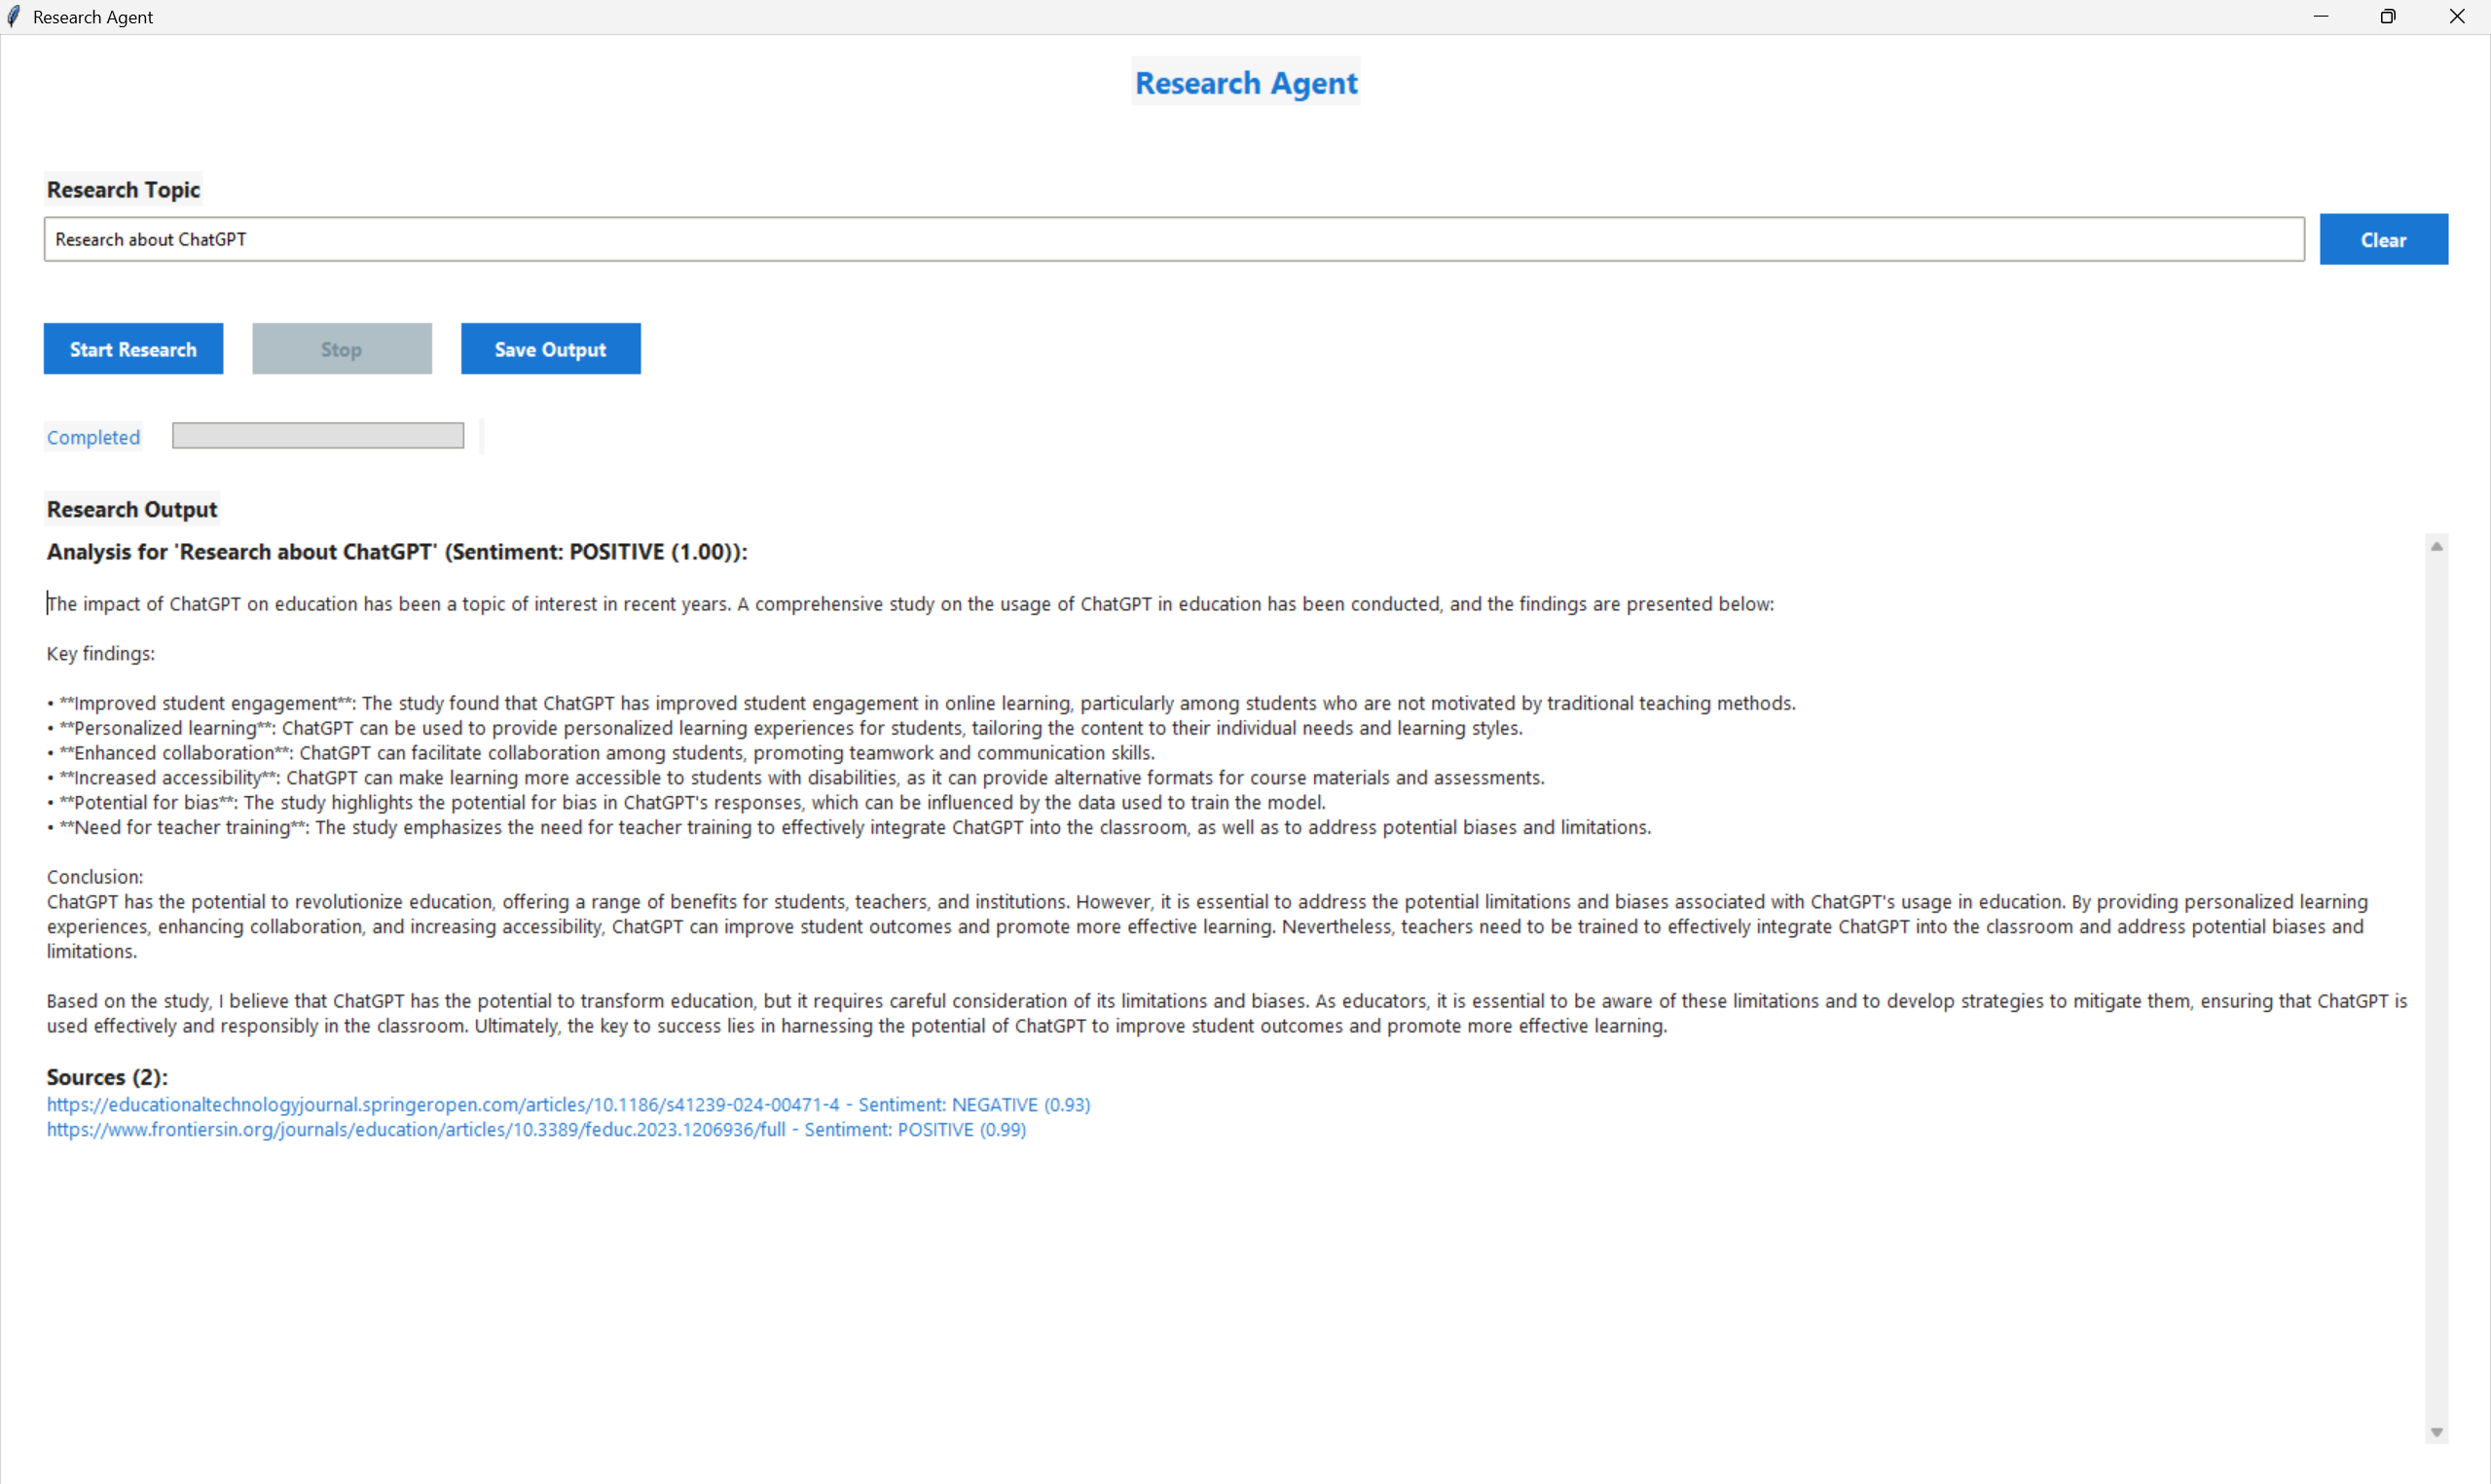 Research Agent
Research Agent
Research Topic
Research about ChatGPT
Clear
Start Research
Stop
Save Output
Completed
Research Output
Analysis for 'Research about ChatGPT' (Sentiment: POSITIVE (1.00)):
The impact of ChatGPT on education has been a topic of interest in recent years. A comprehensive study on the usage of ChatGPT in education has been conducted, and the findings are presented below:
Key findings:
• **Improved student engagement**: The study found that ChatGPT has improved student engagement in online learning, particularly among students who are not motivated by traditional teaching methods.
• **Personalized learning**: ChatGPT can be used to provide personalized learning experiences for students, tailoring the content to their individual needs and learning styles.
• **Enhanced collaboration**: ChatGPT can facilitate collaboration among students, promoting teamwork and communication skills.
• **Increased accessibility**: ChatGPT can make learning more accessible to students with disabilities, as it can provide alternative formats for course materials and assessments.
• **Potential for bias**: The study highlights the potential for bias in ChatGPT's responses, which can be influenced by the data used to train the model.
• **Need for teacher training**: The study emphasizes the need for teacher training to effectively integrate ChatGPT into the classroom, as well as to address potential biases and limitations.
Conclusion:
ChatGPT has the potential to revolutionize education, offering a range of benefits for students, teachers, and institutions. However, it is essential to address the potential limitations and biases associated with ChatGPT's usage in education. By providing personalized learning
experiences, enhancing collaboration, and increasing accessibility, ChatGPT can improve student outcomes and promote more effective learning. Nevertheless, teachers need to be trained to effectively integrate ChatGPT into the classroom and address potential biases and
limitations.
Based on the study, I believe that ChatGPT has the potential to transform education, but it requires careful consideration of its limitations and biases. As educators, it is essential to be aware of these limitations and to develop strategies to mitigate them, ensuring that ChatGPT is
used effectively and responsibly in the classroom. Ultimately, the key to success lies in harnessing the potential of ChatGPT to improve student outcomes and promote more effective learning.
Sources (2):
https://educationaltechnologyjournal.springeropen.com/articles/10.1186/s41239-024-00471-4 - Sentiment: NEGATIVE (0.93)
https://www.frontiersin.org/journals/education/articles/10.3389/feduc.2023.1206936/full - Sentiment: POSITIVE (0.99)